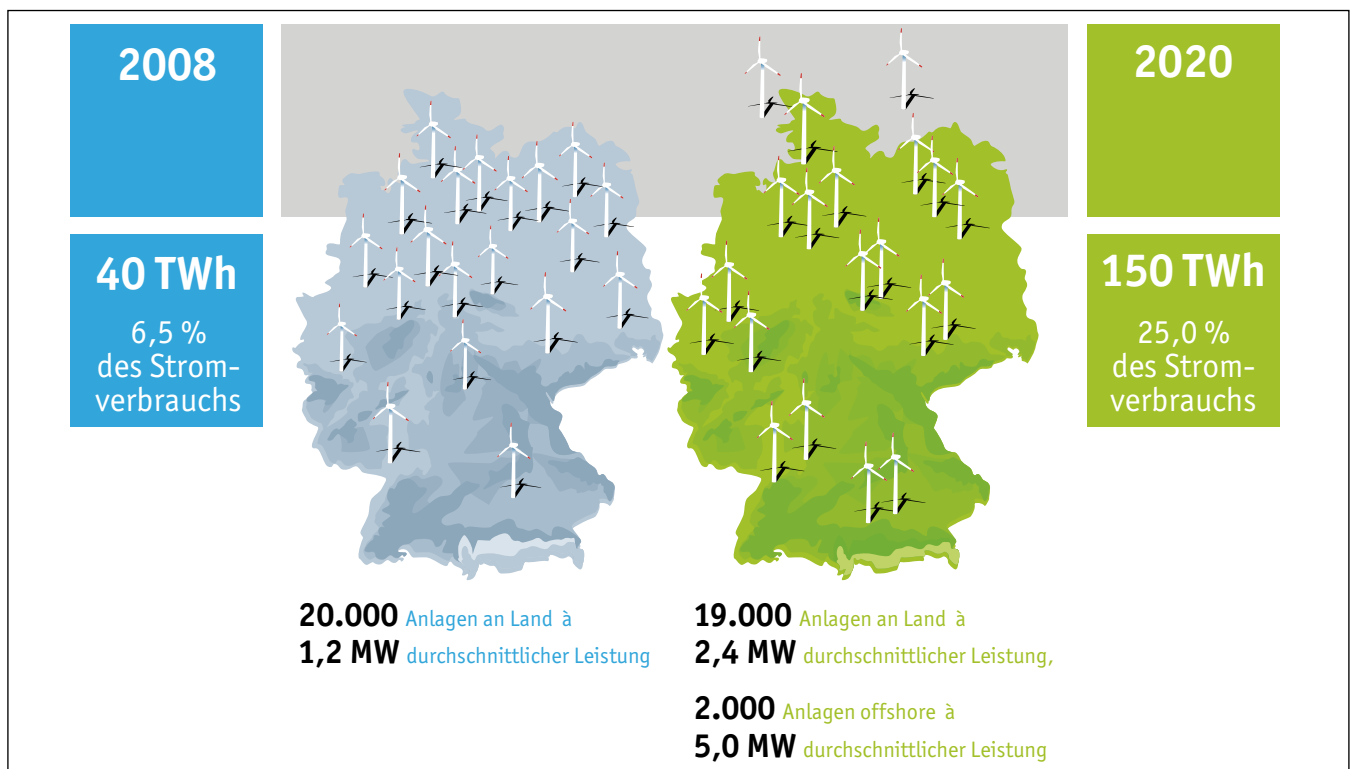 2008
40 TWh
6,5 %
des Strom-
verbrauchs
2020
150 TWh
25,0 %
des Strom-
verbrauchs
20.000 Anlagen an Land à
1,2 MW durchschnittlicher Leistung
19.000 Anlagen an Land à
2,4 MW durchschnittlicher Leistung,
2.000 Anlagen offshore à
5,0 MW durchschnittlicher Leistung